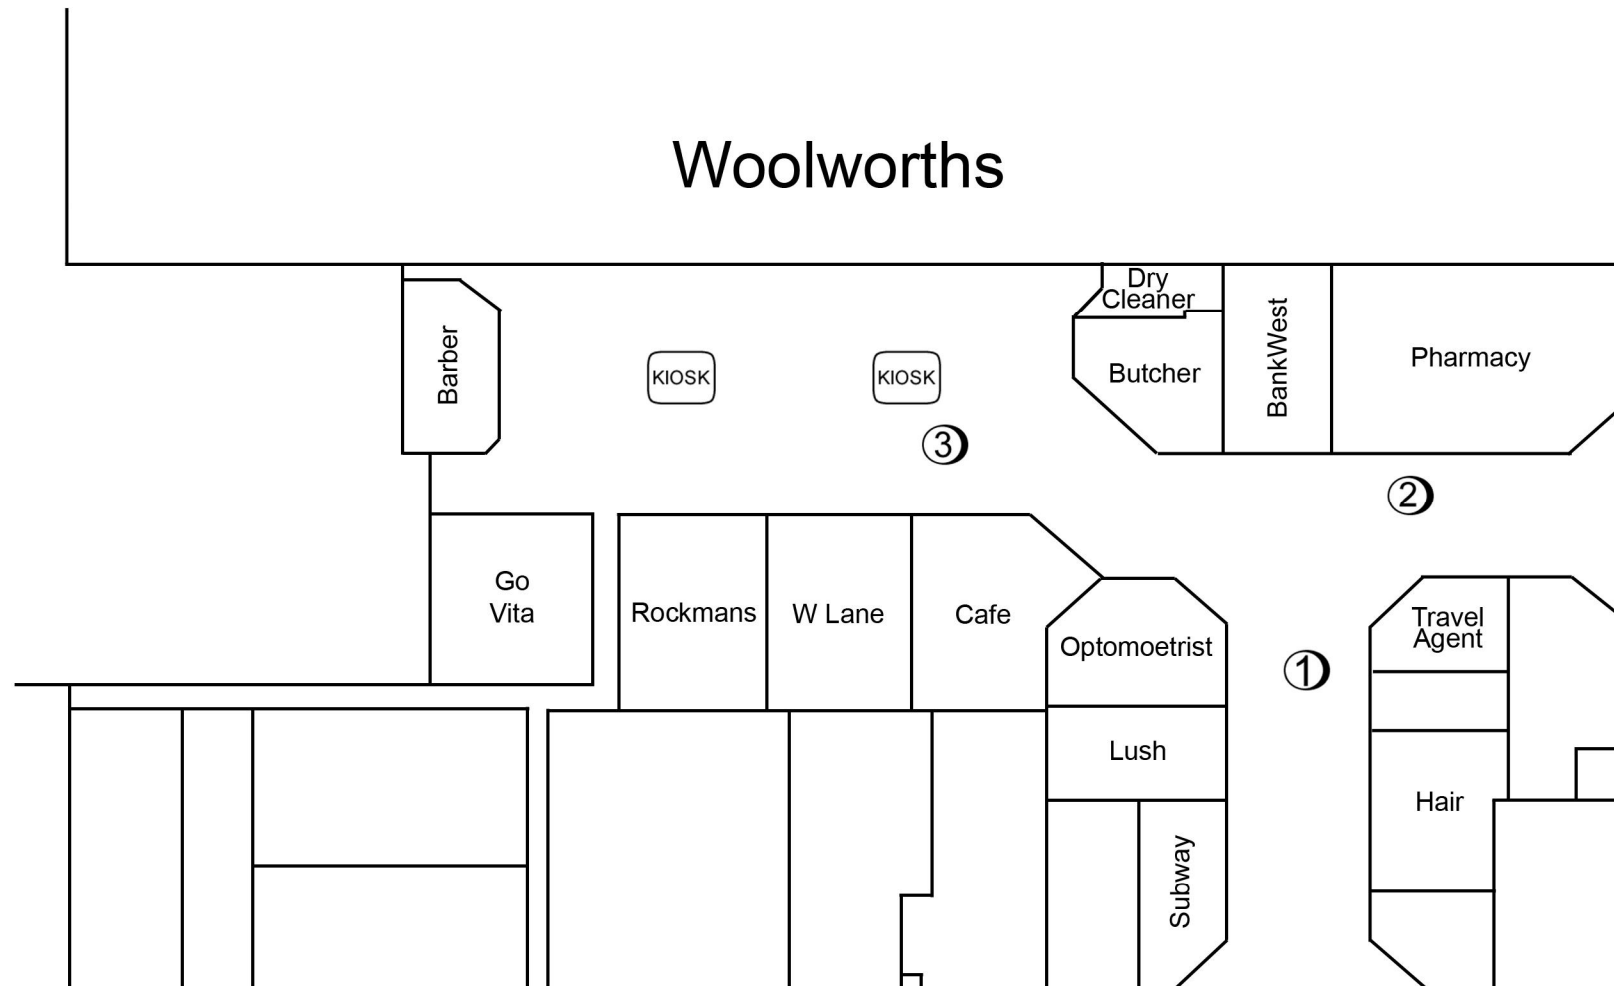 Woolworths
Dry
Cleaner
Barber
KIOSK
KIOSK
Butcher
BankWest
Pharmacy
3
2
Go
Vita
Rockmans
W Lane
Cafe
Optomoetrist
Travel
Agent
1
Lush
Hair
Subway